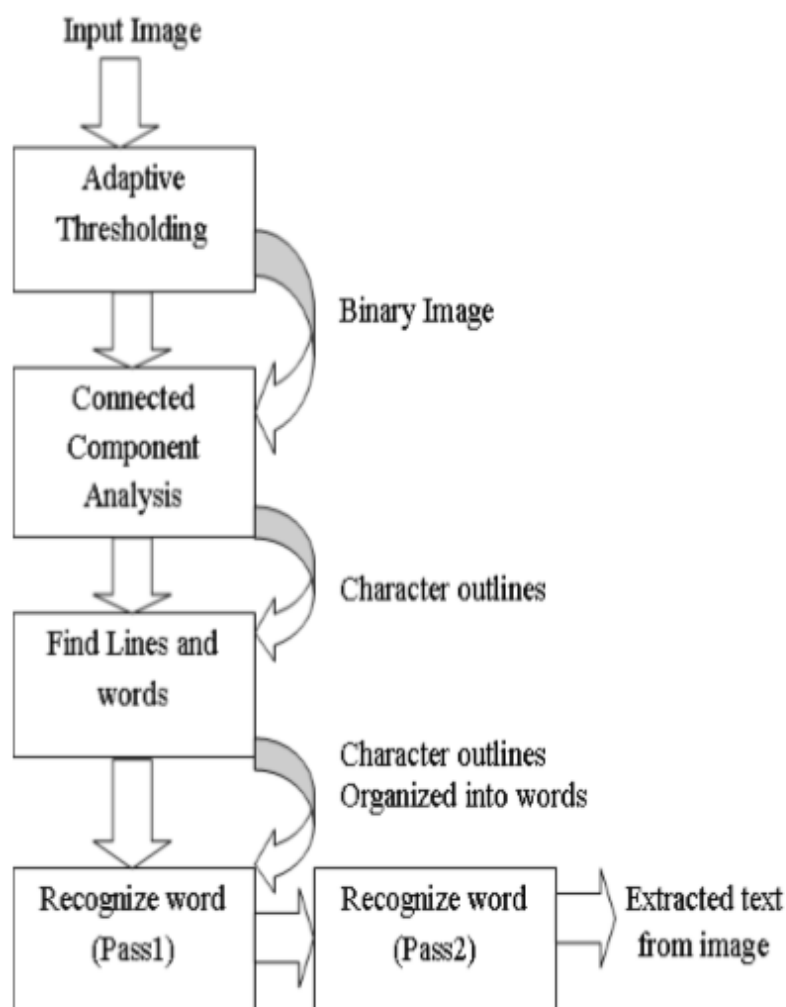 Input Image
Adaptive
Thresholding
Binary Image
Connected
Component
Analysis
Character outlines
Find Lines and
words
Character outlines
Organized into words
Recognize word
(Pass1)
Recognize word
(Pass2)
Extracted text
from image